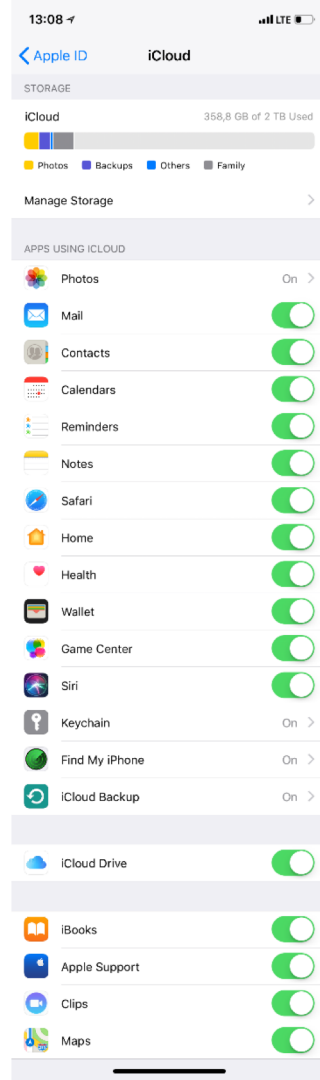 13:08 LTE
Apple ID iCloud
STORAGE
iCloud 358,8 GB of 2 TB Used
Photos Backups Others Family
Manage Storage
APPS USING ICLOUD
Photos On
Mail
Contacts
Calendars
Reminders
Notes
Safari
Home
Health
Wallet
Game Center
Siri
Keychain On
Find My iPhone On
iCloud Backup On
iCloud Drive
iBooks
Apple Support
Clips
Maps